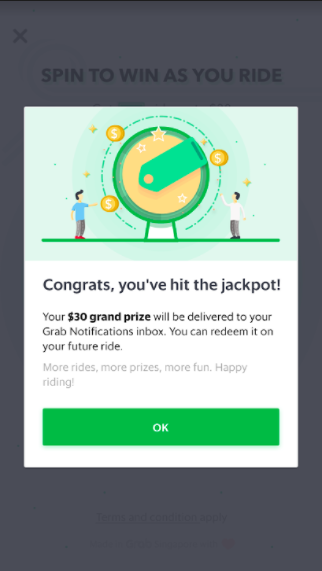 SPIN TO WIN AS YOU RIDE
Congrats, you've hit the jackpot!
Your $30 grand prize will be delivered to your
Grab Notifications inbox. You can redeem it on
your future ride.
More rides, more prizes, more fun. Happy
riding!
OK
Terms and condition apply